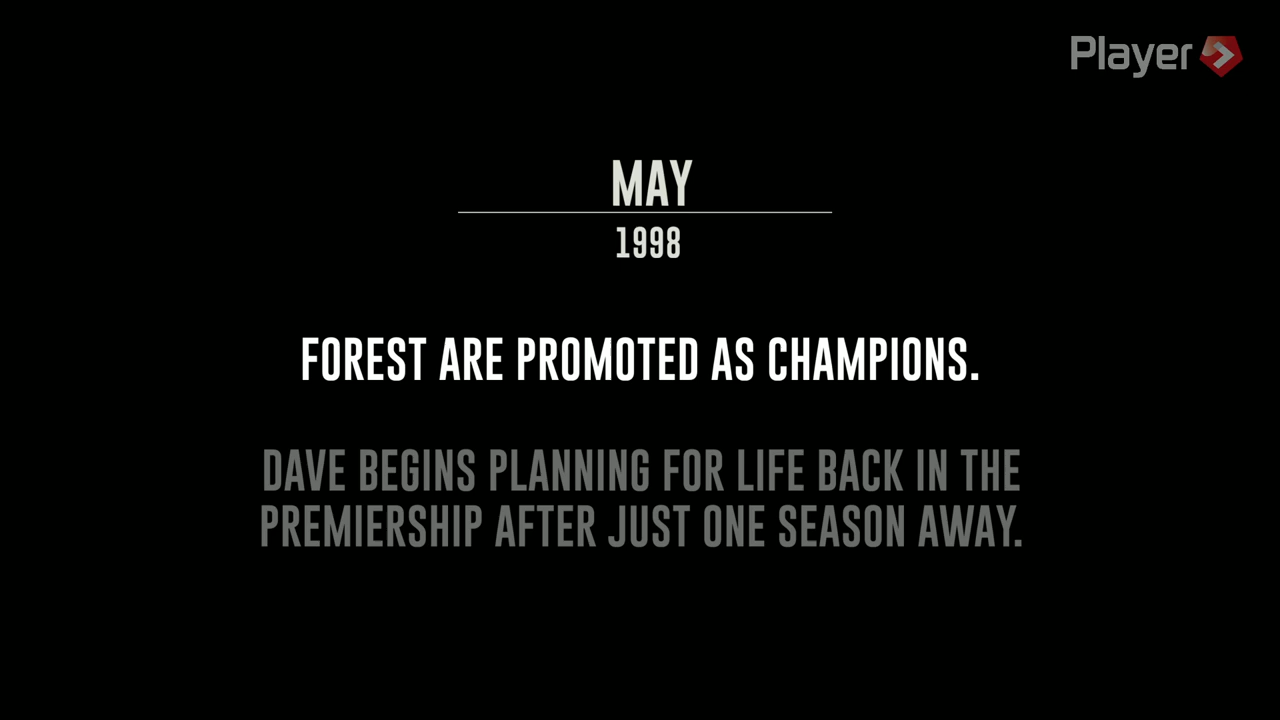 Player
MAY
1998
FOREST ARE PROMOTED AS CHAMPIONS.
DAVE BEGINS PLANNING FOR LIFE BACK IN THE
PREMIERSHIP AFTER JUST ONE SEASON AWAY.